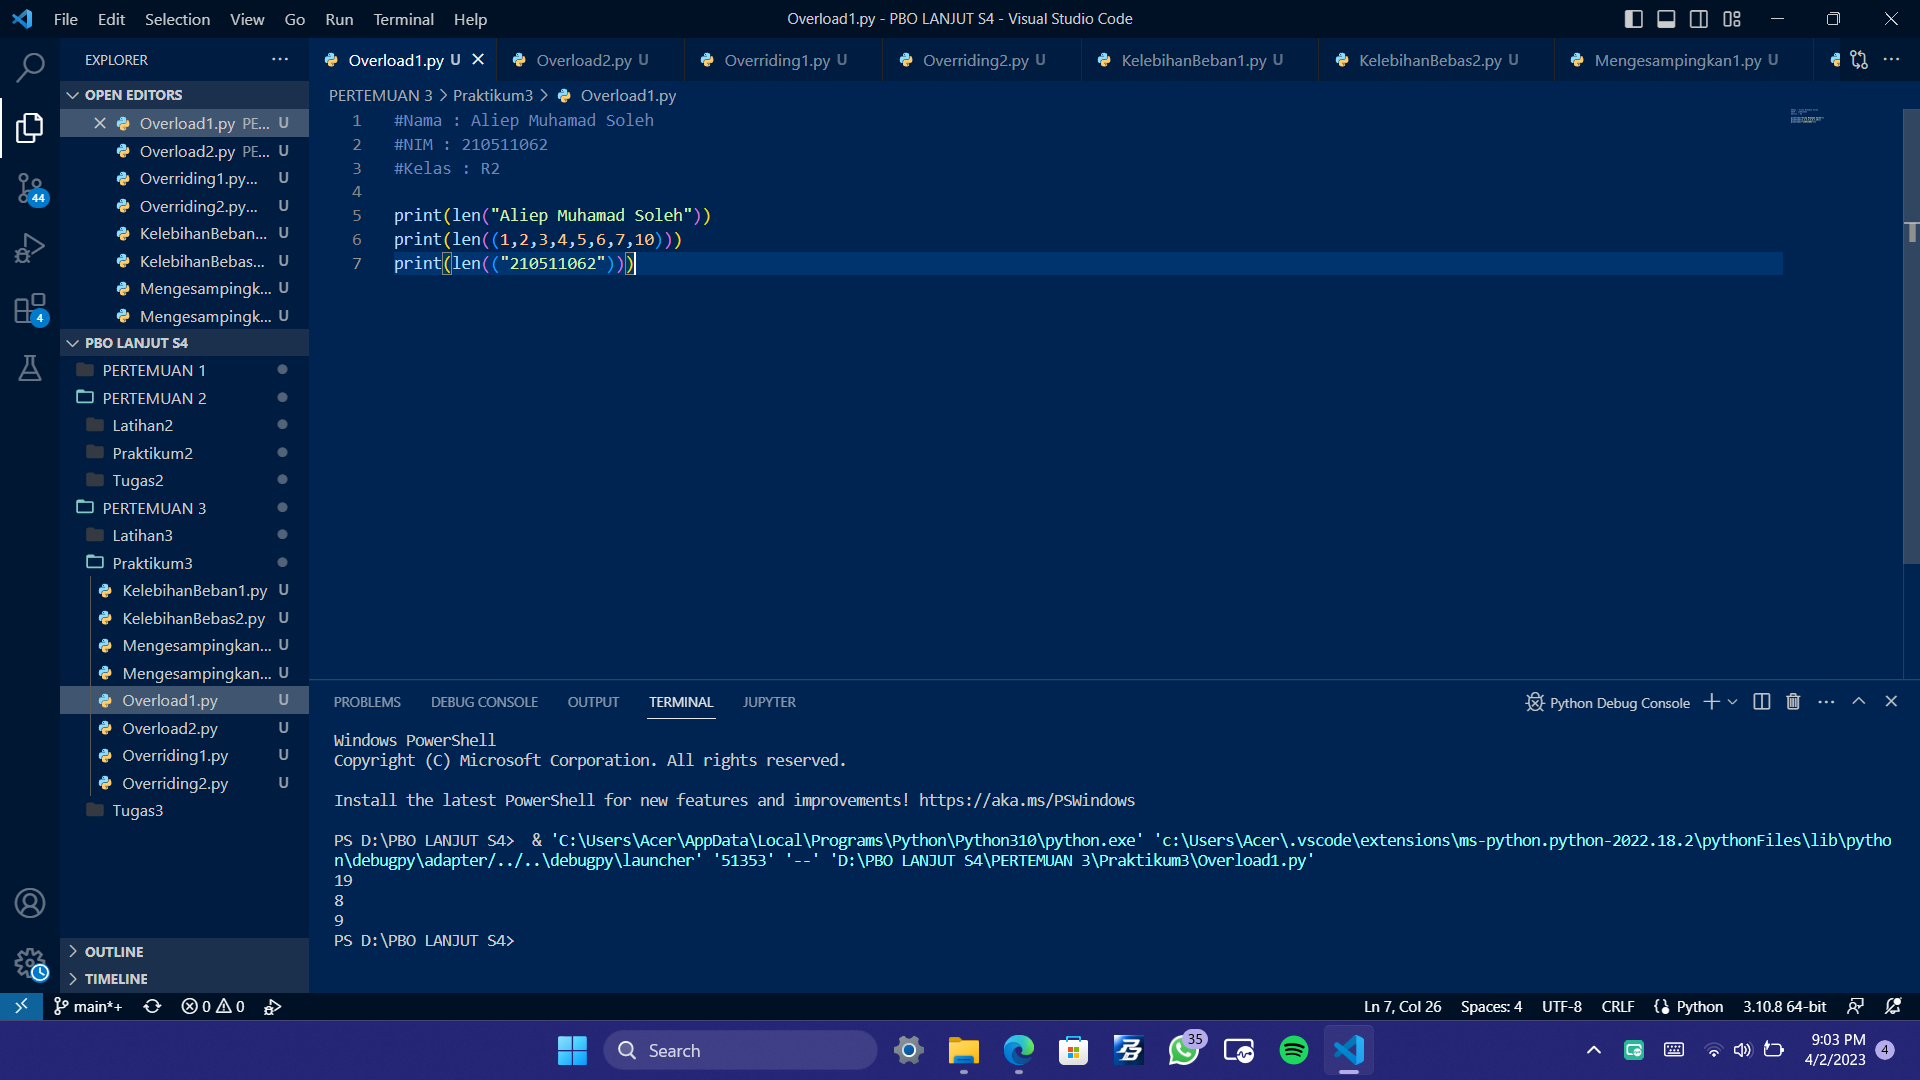 File Edit Selection View Go Run Terminal Help
Overload1.py - PBO LANJUT S4 - Visual Studio Code
EXPLORER
Overload1.py U
Overload2.py U
Overriding1.py U
Overriding2.py U
KelebihanBeban1.py U
KelebihanBebas2.py U
Mengesampingkan1.py U
OPEN EDITORS
Overload1.py PE... U
Overload2.py PE... U
Overriding1.py... U
Overriding2.py... U
KelebihanBeban... U
KelebihanBebas... U
Mengesampingk... U
Mengesampingk... U
PBO LANJUT S4
PERTEMUAN 1
PERTEMUAN 2
Latihan2
Praktikum2
Tugas2
PERTEMUAN 3
Latihan3
Praktikum3
KelebihanBeban1.py U
KelebihanBebas2.py U
Mengesampingkan... U
Mengesampingkan... U
Overload1.py U
Overload2.py U
Overriding1.py U
Overriding2.py U
Tugas3
OUTLINE
TIMELINE
44
4
PERTEMUAN 3 > Praktikum3 > Overload1.py
1 #Nama : Aliep Muhamad Soleh
2 #NIM : 210511062
3 #Kelas : R2
4
5 print(len("Aliep Muhamad Soleh"))
6 print(len((1,2,3,4,5,6,7,10)))
7 print(len(("210511062")))
PROBLEMS DEBUG CONSOLE OUTPUT TERMINAL JUPYTER
Python Debug Console
Windows PowerShell
Copyright (C) Microsoft Corporation. All rights reserved.
Install the latest PowerShell for new features and improvements! https://aka.ms/PSWindows
PS D:\PBO LANJUT S4>  & 'C:\Users\Acer\AppData\Local\Programs\Python\Python310\python.exe' 'c:\Users\Acer\.vscode\extensions\ms-python.python-2022.18.2\pythonFiles\lib\pytho
n\debugpy\adapter/../..\debugpy\launcher' '51353' '--' 'D:\PBO LANJUT S4\PERTEMUAN 3\Praktikum3\Overload1.py'
19
8
9
PS D:\PBO LANJUT S4>
main*+ 0 0
Ln 7, Col 26 Spaces: 4 UTF-8 CRLF Python 3.10.8 64-bit
Search
35
9:03 PM
4/2/2023
4